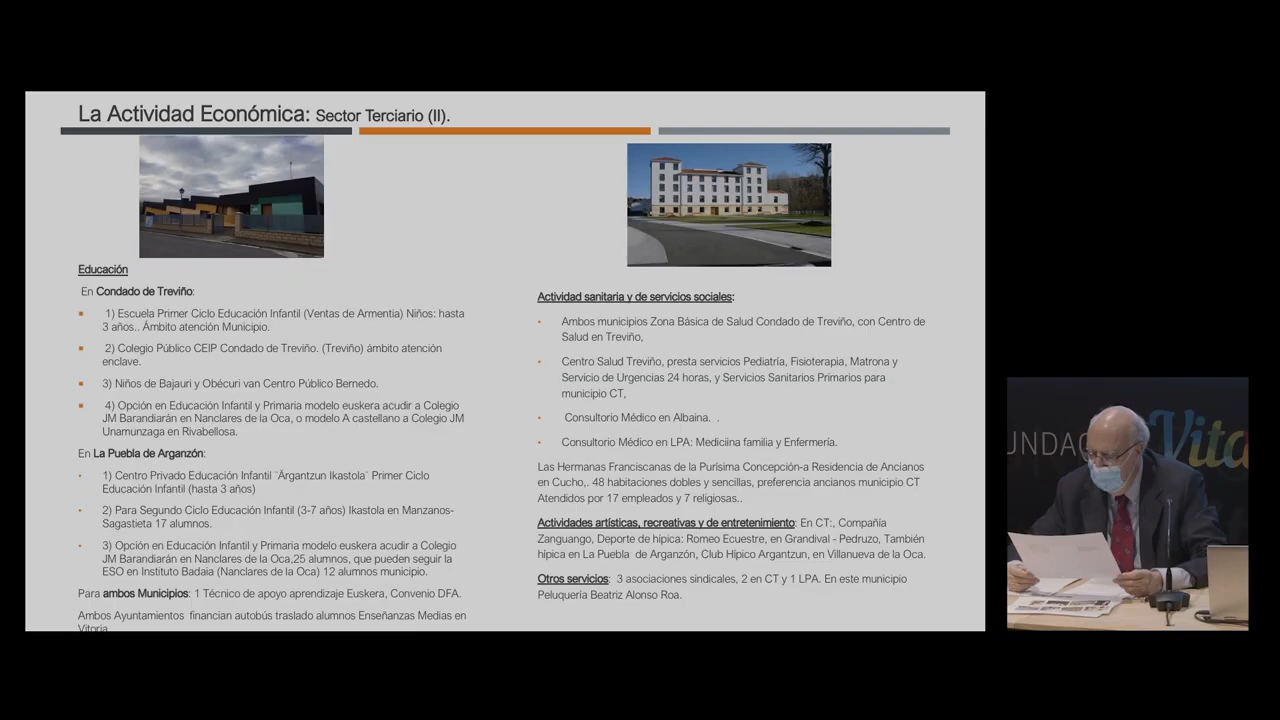 La Actividad Económica: Sector Terciario (II).
Educación
En Condado de Treviño:
1) Escuela Primer Ciclo Educación Infantil (Ventas de Armentia) Niños: hasta
3 años.. Ámbito atención Municipio.
2) Colegio Público CEIP Condado de Treviño. (Treviño) ámbito atención
enclave.
3) Niños de Bajauri y Obécuri van Centro Público Bernedo.
4) Opción en Educación Infantil y Primaria modelo euskera acudir a Colegio
JM Barandiarán en Nanclares de la Oca, o modelo A castellano a Colegio JM
Unamunzaga en Rivabellosa.
En La Puebla de Arganzón:
1) Centro Privado Educación Infantil ¨Argantzun Ikastola¨ Primer Ciclo
Educación Infantil (hasta 3 años)
2) Para Segundo Ciclo Educación Infantil (3-7 años) Ikastola en Manzanos-
Sagastieta 17 alumnos.
3) Opción en Educación Infantil y Primaria modelo euskera acudir a Colegio
JM Barandiarán en Nanclares de la Oca,25 alumnos, que pueden seguir la
ESO en Instituto Badaia (Nanclares de la Oca) 12 alumnos municipio.
Para ambos Municipios: 1 Técnico de apoyo aprendizaje Euskera, Convenio DFA.
Ambos Ayuntamientos financian autobús traslado alumnos Enseñanzas Medias en
Vitoria
Actividad sanitaria y de servicios sociales:
Ambos municipios Zona Básica de Salud Condado de Treviño, con Centro de
Salud en Treviño,
Centro Salud Treviño, presta servicios Pediatría, Fisioterapia, Matrona y
Servicio de Urgencias 24 horas, y Servicios Sanitarios Primarios para
municipio CT,
Consultorio Médico en Albaina. .
Consultorio Médico en LPA: Mediciina familia y Enfermería.
Las Hermanas Franciscanas de la Purísima Concepción-a Residencia de Ancianos
en Cucho,. 48 habitaciones dobles y sencillas, preferencia ancianos municipio CT
Atendidos por 17 empleados y 7 religiosas..
Actividades artísticas, recreativas y de entretenimiento: En CT:, Compañía
Zanguango, Deporte de hípica: Romeo Ecuestre, en Grandival - Pedruzo, También
hípica en La Puebla de Arganzón, Club Hípico Argantzun, en Villanueva de la Oca.
Otros servicios: 3 asociaciones sindicales, 2 en CT y 1 LPA. En este municipio
Peluquería Beatriz Alonso Roa.
UNDAC
Vita